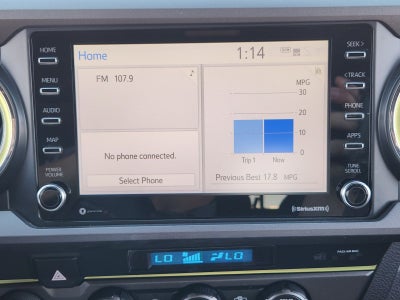 Home
1:14
HOME
MENU
AUDIO
MAP
POWER
VOLUME
SEEK >
< TRACK
PHONE
APPS
TUNE
SCROLL
FM 107.9
No phone connected.
Select Phone
MPG
30
20
10
0
Trip 1
Now
Previous Best 17.8 MPG
SiriusXM
LO
LO